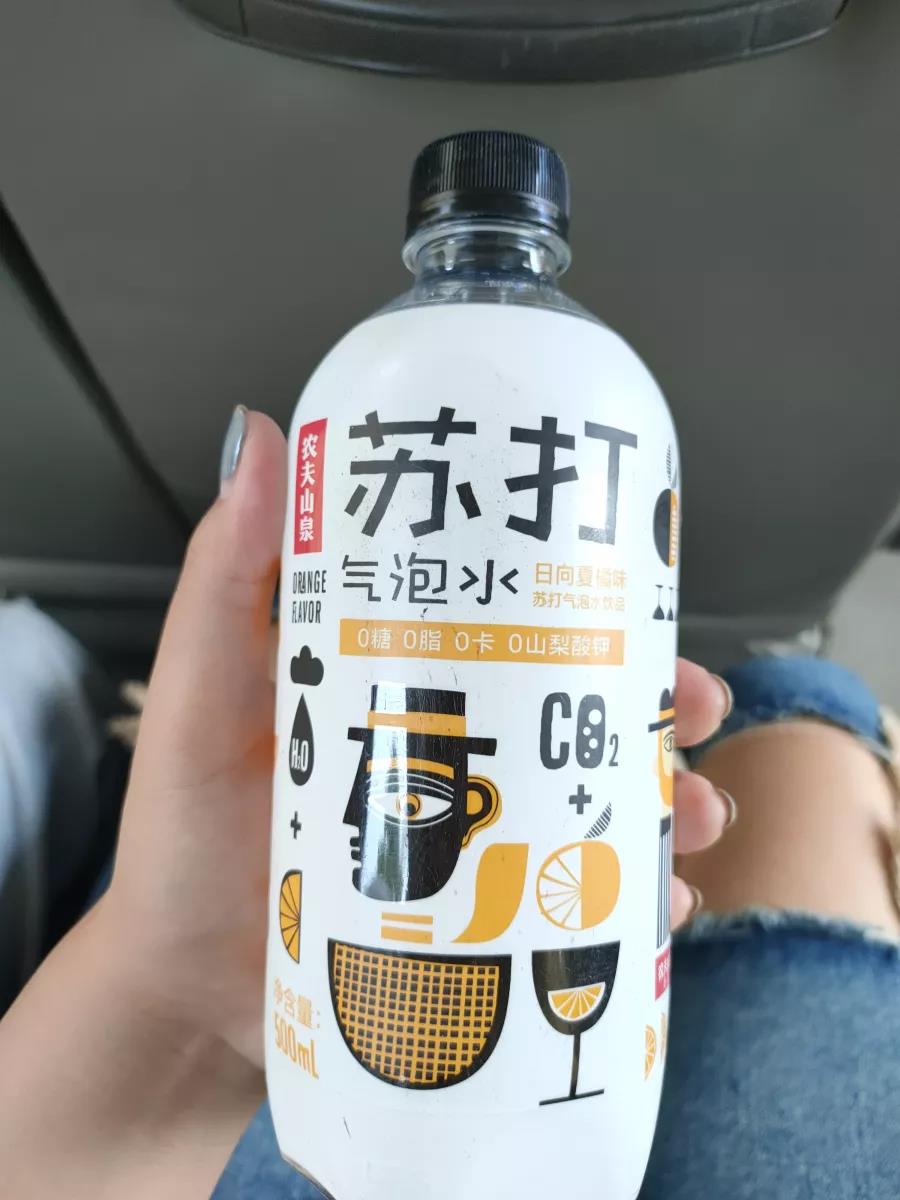 农夫山泉
苏打
气泡水
日向夏橘味
苏打气泡水饮品
ORANGE
FLAVOR
0糖 0脂 0卡 0山梨酸钾
H2O
+
CO2
+
净含量:
500mL